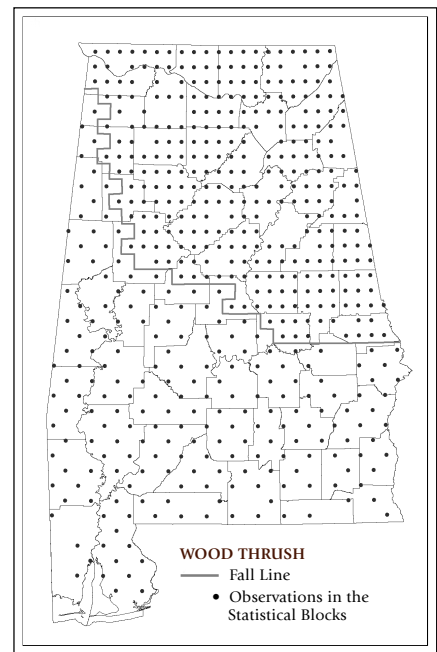 WOOD THRUSH
Fall Line
Observations in the
Statistical Blocks